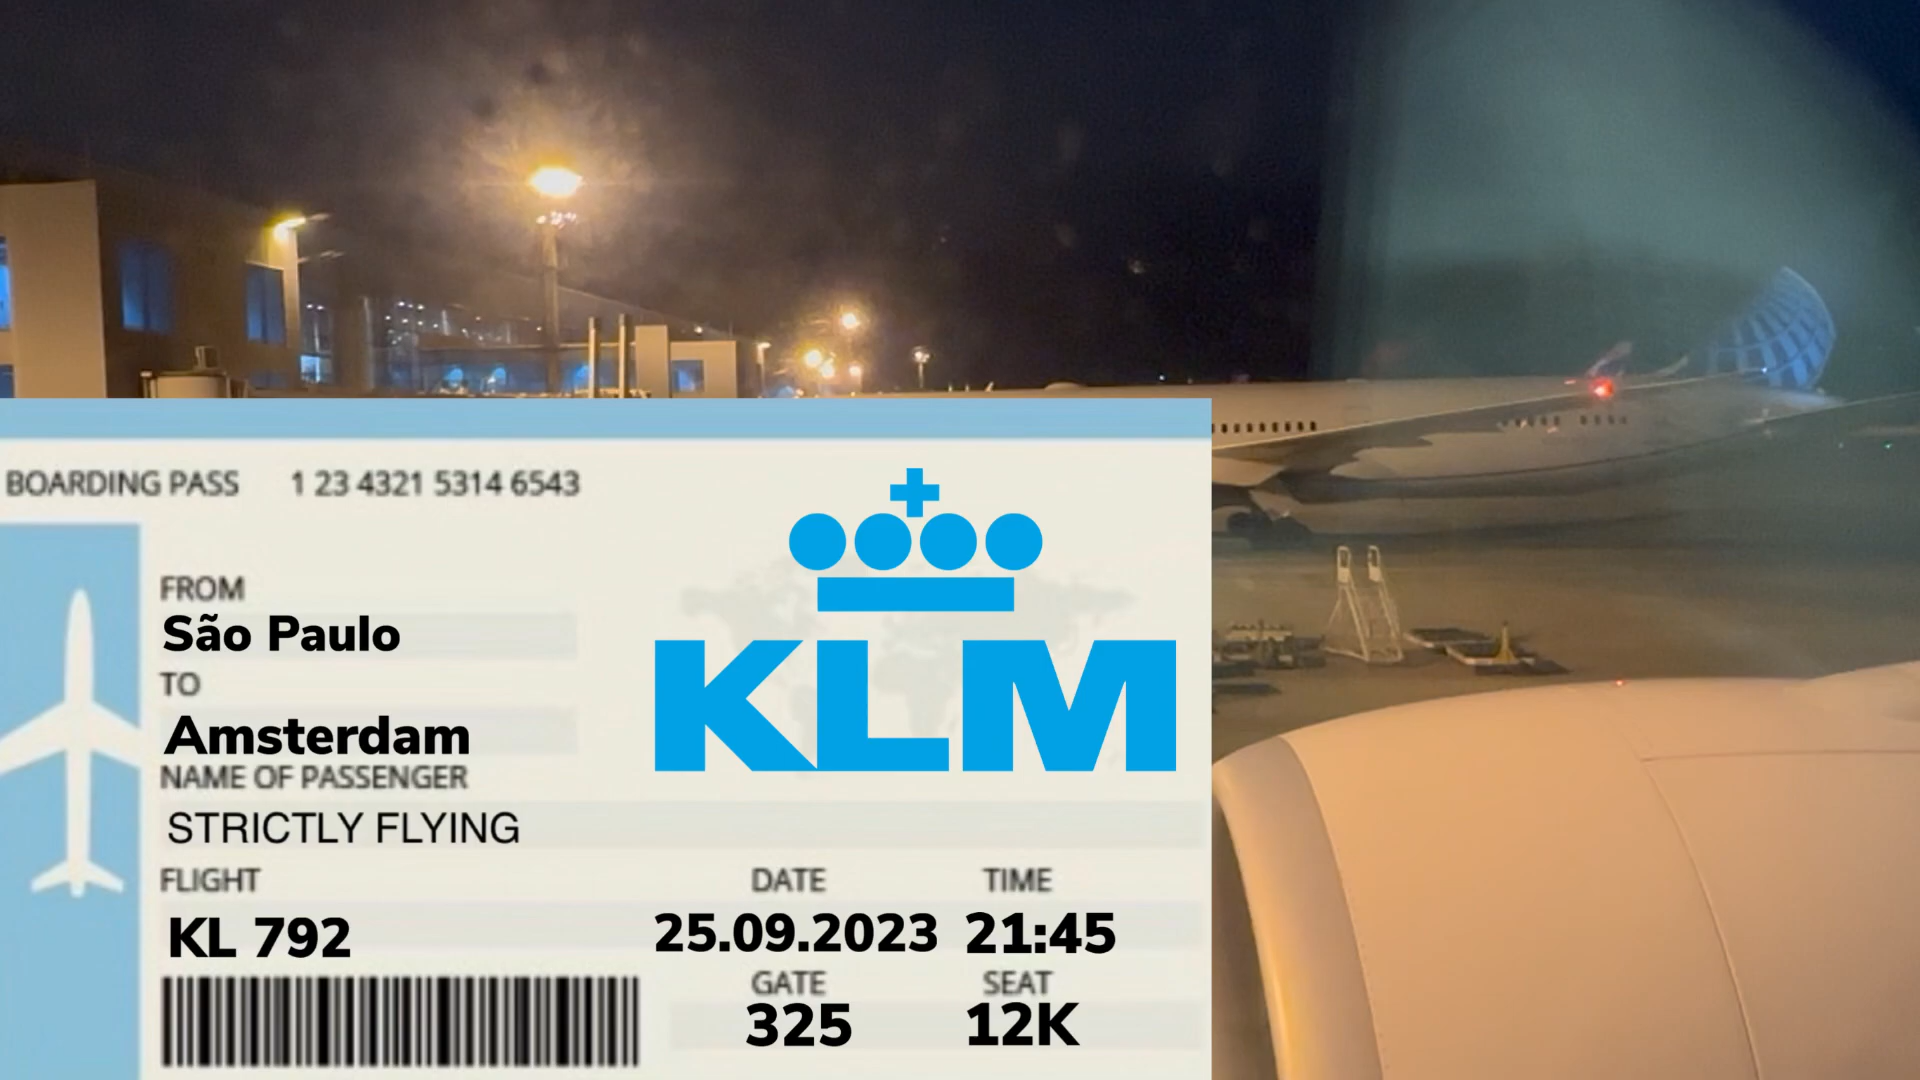 BOARDING PASS 1 23 4321 5314 6543
KLM
FROM
São Paulo
TO
Amsterdam
NAME OF PASSENGER
STRICTLY FLYING
FLIGHT DATE TIME
KL 792 25.09.2023 21:45
GATE SEAT
325 12K